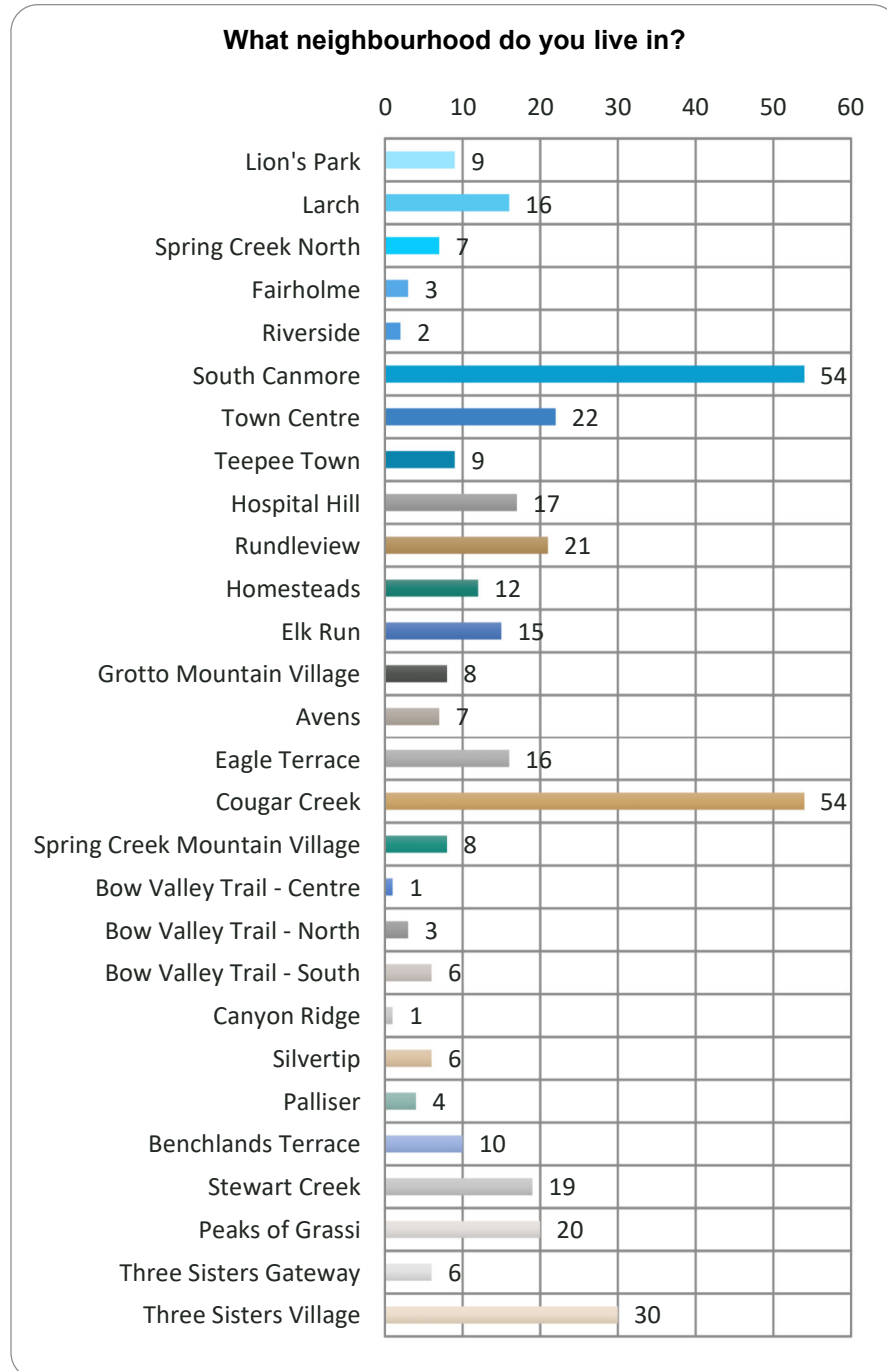 What neighbourhood do you live in?
0 10 20 30 40 50 60
Lion's Park 9
Larch 16
Spring Creek North 7
Fairholme 3
Riverside 2
South Canmore 54
Town Centre 22
Teepee Town 9
Hospital Hill 17
Rundleview 21
Homesteads 12
Elk Run 15
Grotto Mountain Village 8
Avens 7
Eagle Terrace 16
Cougar Creek 54
Spring Creek Mountain Village 8
Bow Valley Trail - Centre 1
Bow Valley Trail - North 3
Bow Valley Trail - South 6
Canyon Ridge 1
Silvertip 6
Palliser 4
Benchlands Terrace 10
Stewart Creek 19
Peaks of Grassi 20
Three Sisters Gateway 6
Three Sisters Village 30